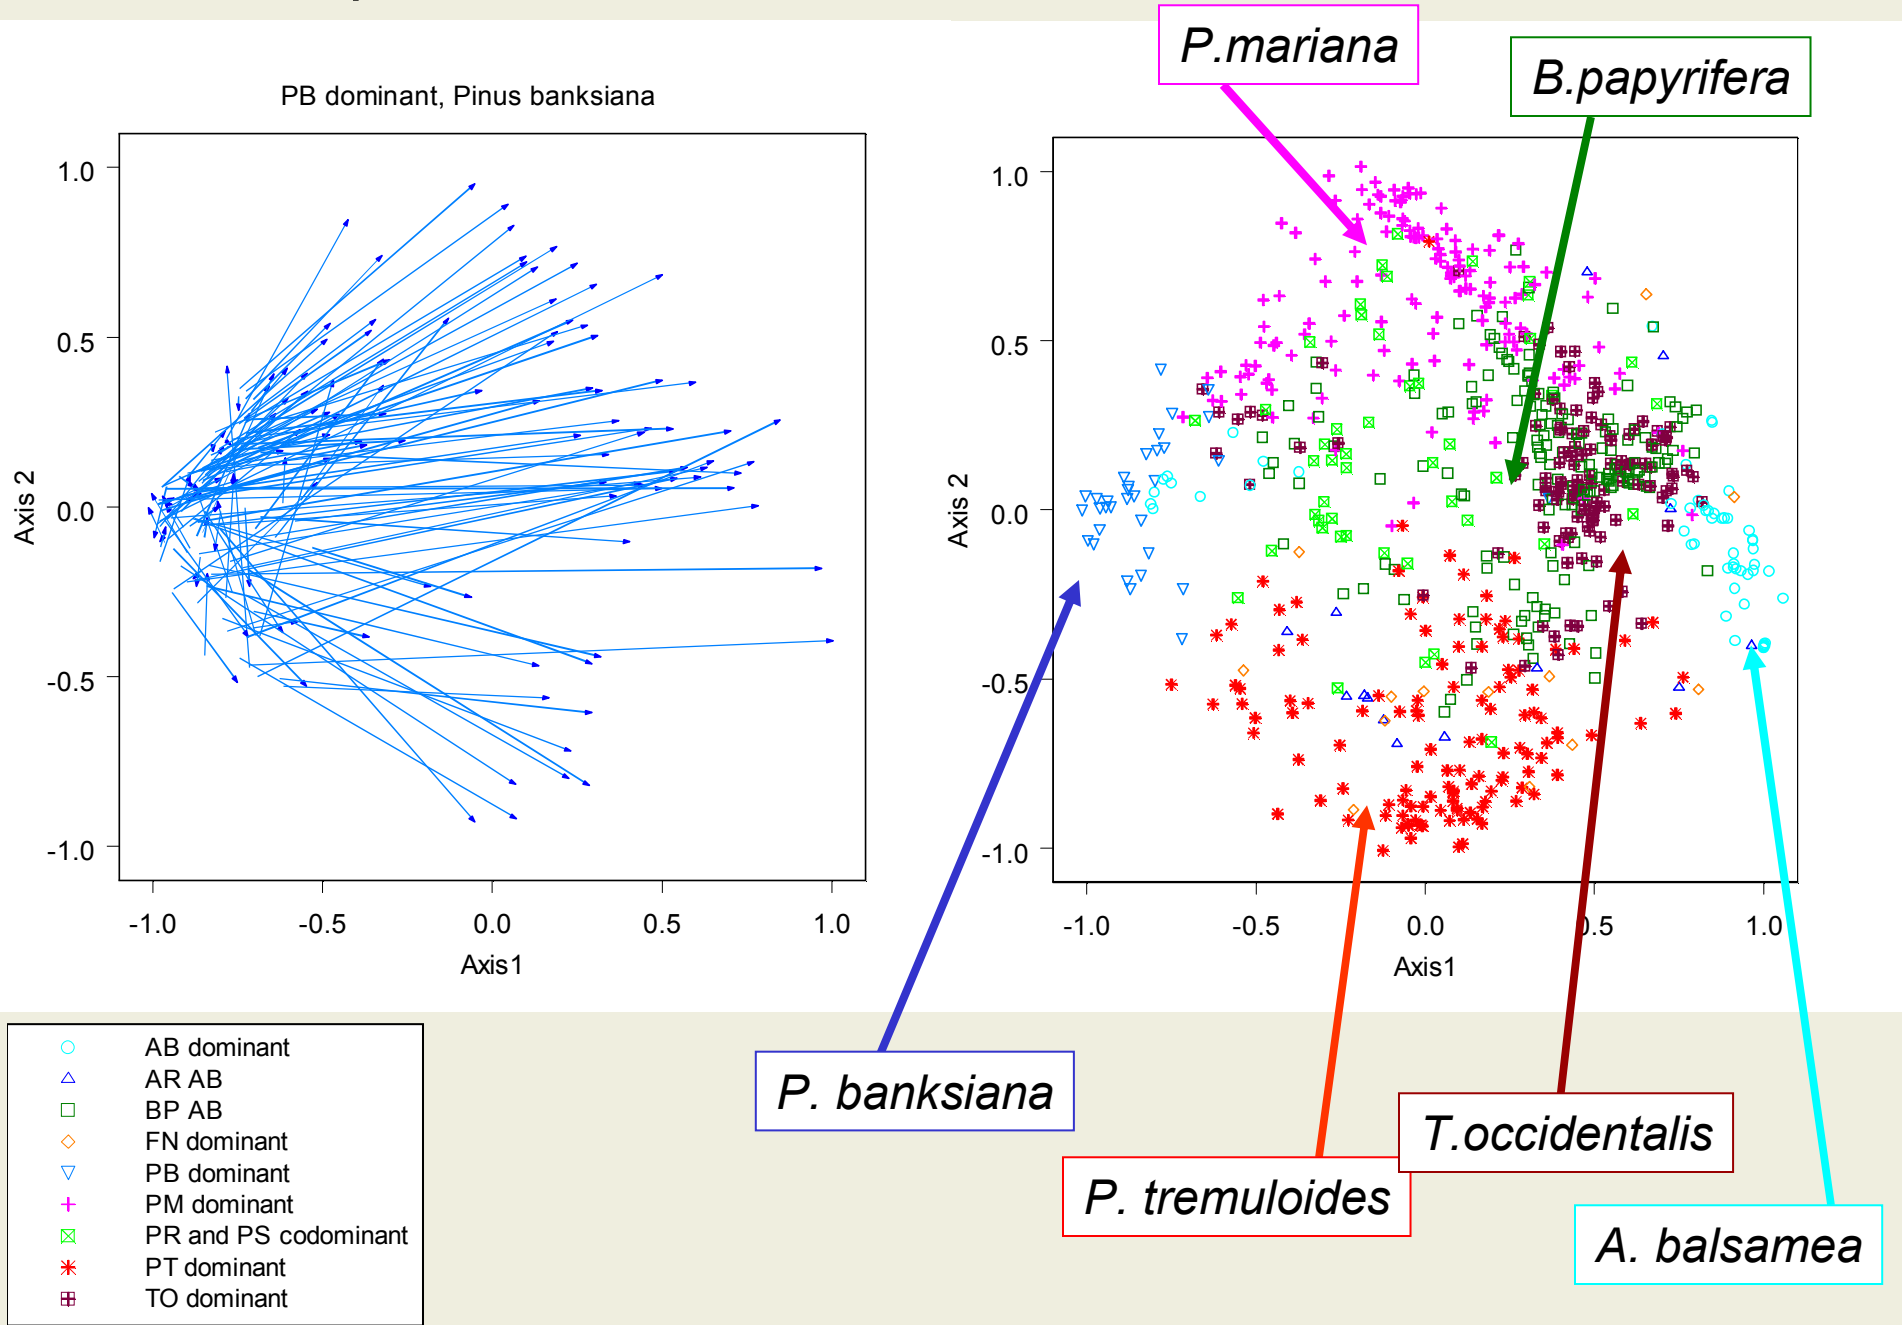 P.mariana
B.papyrifera
PB dominant, Pinus banksiana
1.0
0.5
0.0
-0.5
-1.0
Axis 2
-1.0
-0.5
0.0
0.5
1.0
Axis1
1.0
0.5
0.0
-0.5
-1.0
Axis 2
-1.0
-0.5
0.0
0.5
1.0
Axis1
AB dominant
AR AB
BP AB
FN dominant
PB dominant
PM dominant
PR and PS codominant
PT dominant
TO dominant
P. banksiana
T.occidentalis
P. tremuloides
A. balsamea